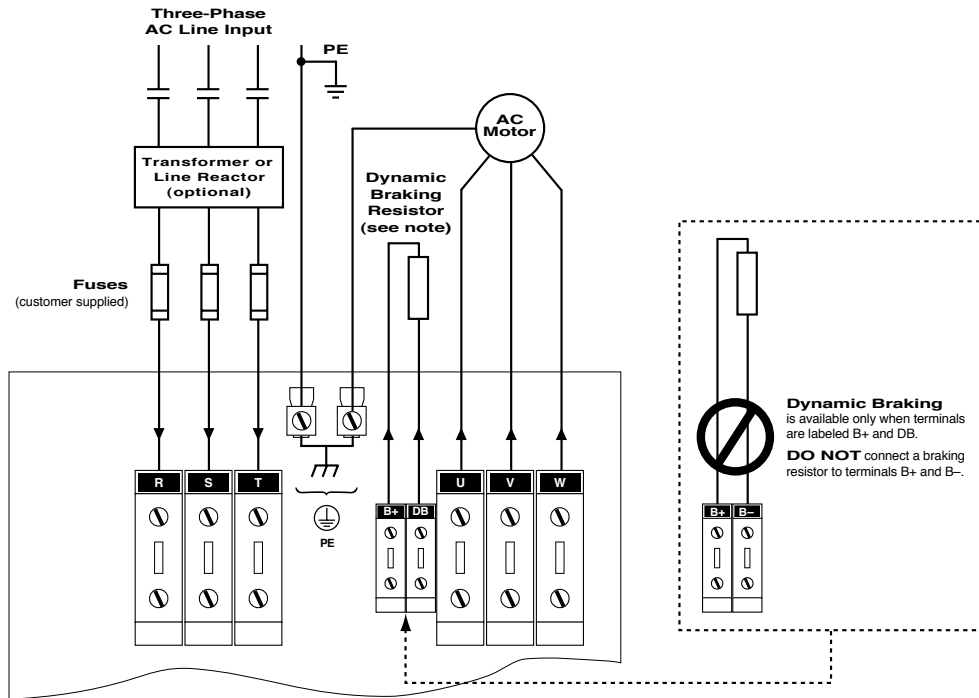 Three-Phase
AC Line Input
PE
AC
Motor
Transformer or
Line Reactor
(optional)
Dynamic
Braking
Resistor
(see note)
Fuses
(customer supplied)
Dynamic Braking
is available only when terminals
are labeled B+ and DB.
DO NOT connect a braking
resistor to terminals B+ and B–.
R S T
U V W
B+ DB
B+ B–
PE